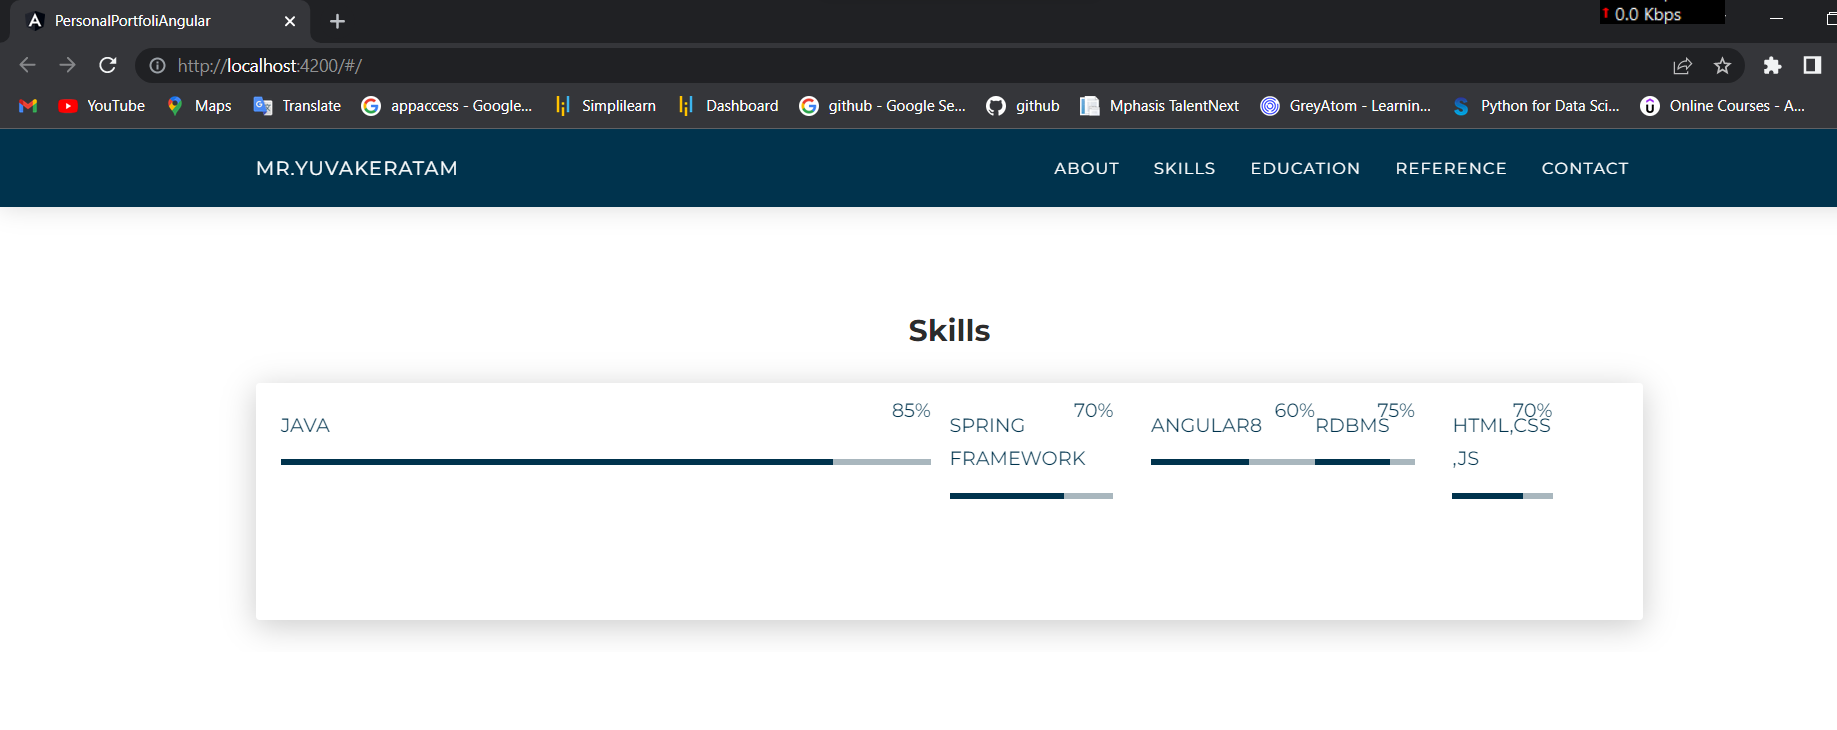 PersonalPortfoliAngular
0.0 Kbps
http://localhost:4200/#/
YouTube Maps Translate appaccess - Google... Simplilearn Dashboard github - Google Se... github Mphasis TalentNext GreyAtom - Learnin... Python for Data Sci... Online Courses - A...
MR.YUVAKERATAM ABOUT SKILLS EDUCATION REFERENCE CONTACT
Skills
85% 70% 60% 75% 70%
JAVA SPRING ANGULAR8 RDBMS HTML,CSS
FRAMEWORK ,JS